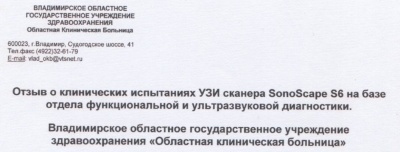 ВЛАДИМИРСКОЕ ОБЛАСТНОЕ
ГОСУДАРСТВЕННОЕ УЧРЕЖДЕНИЕ
ЗДРАВООХРАНЕНИЯ
Областная Клиническая Больница
600023, г.Владимир, Судогодское шоссе, 41
Тел.факс (4922)32-61-79
E-mail: vlad_okb@vtsnet.ru
Отзыв о клинических испытаниях УЗИ сканера SonoScape S6 на базе
отдела функциональной и ультразвуковой диагностики.
Владимирское областное государственное учреждение
здравоохранения «Областная клиническая больница»